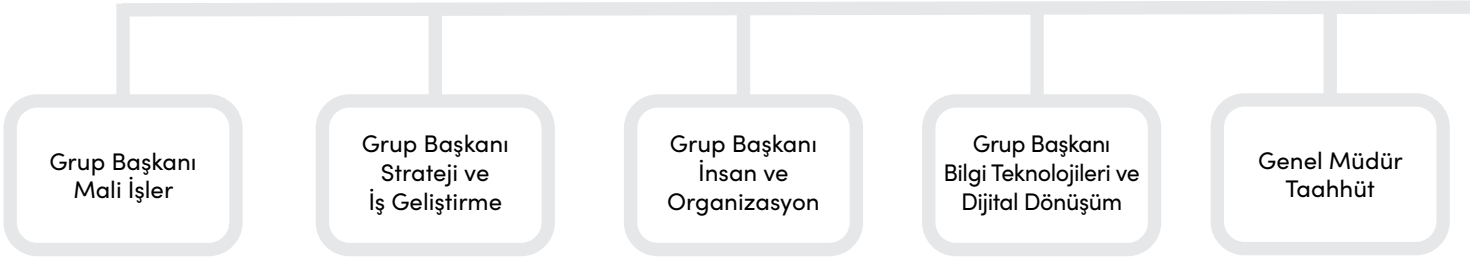 Grup Başkanı
Mali İşler
Grup Başkanı
Strateji ve
İş Geliştirme
Grup Başkanı
İnsan ve
Organizasyon
Grup Başkanı
Bilgi Teknolojileri ve
Dijital Dönüşüm
Genel Müdür
Taahhüt